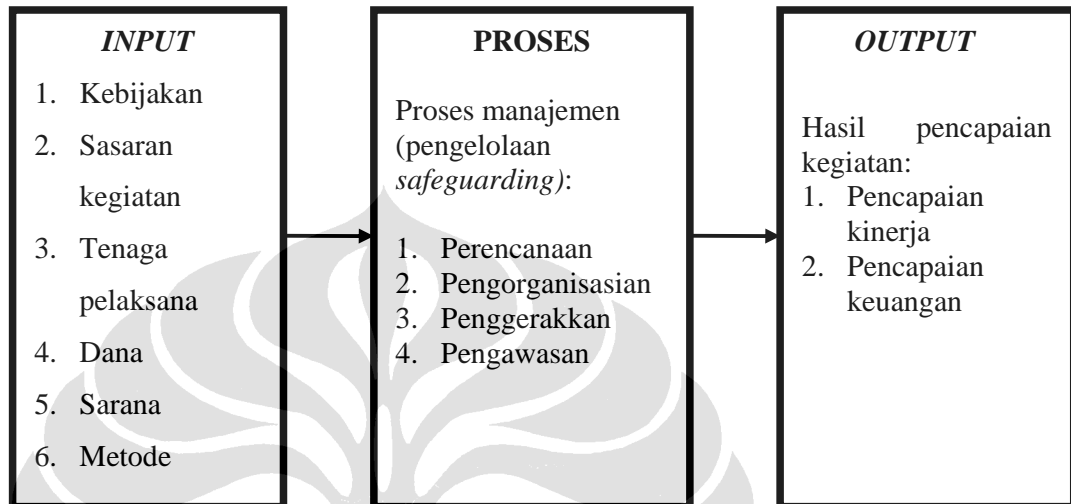 INPUT
1. Kebijakan
2. Sasaran
kegiatan
3. Tenaga
pelaksana
4. Dana
5. Sarana
6. Metode
PROSES
Proses manajemen
(pengelolaan
safeguarding):
1. Perencanaan
2. Pengorganisasian
3. Penggerakkan
4. Pengawasan
OUTPUT
Hasil pencapaian
kegiatan:
1. Pencapaian
kinerja
2. Pencapaian
keuangan